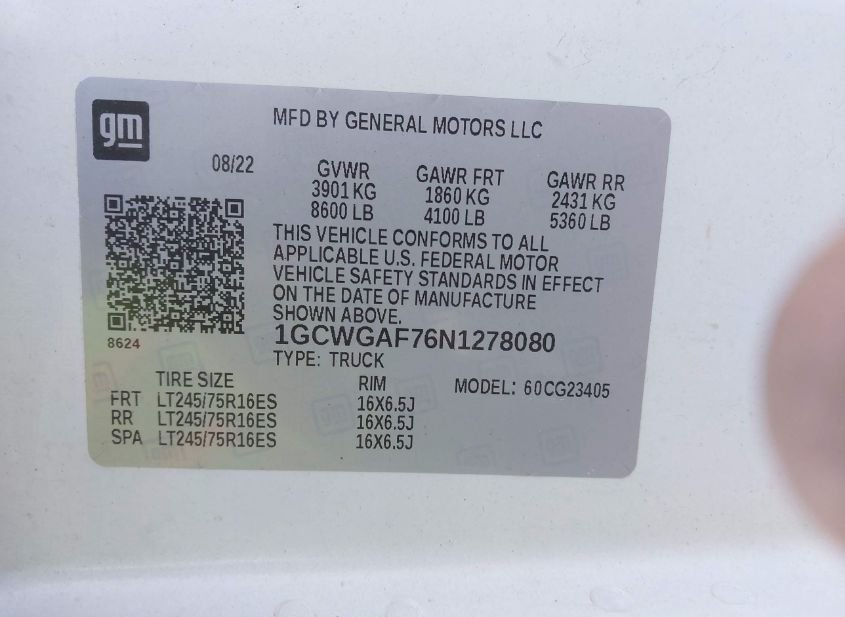 gm
MFD BY GENERAL MOTORS LLC
08/22
GVWR GAWR FRT GAWR RR
3901 KG 1860 KG 2431 KG
8600 LB 4100 LB 5360 LB
THIS VEHICLE CONFORMS TO ALL
APPLICABLE U.S. FEDERAL MOTOR
VEHICLE SAFETY STANDARDS IN EFFECT
ON THE DATE OF MANUFACTURE
SHOWN ABOVE.
8624
1GCWGAF76N1278080
TYPE: TRUCK
TIRE SIZE RIM MODEL: 60CG23405
FRT LT245/75R16ES 16X6.5J
RR LT245/75R16ES 16X6.5J
SPA LT245/75R16ES 16X6.5J